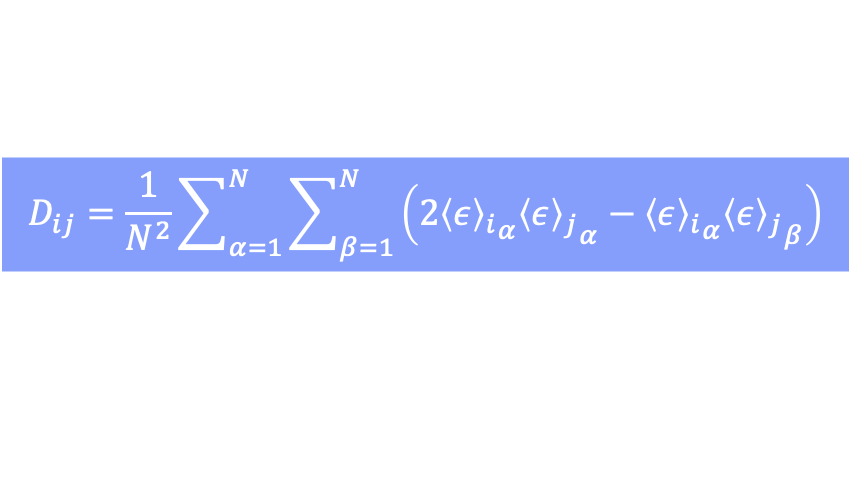 D_{ij} = \frac{1}{N^2} \sum_{\alpha=1}^{N} \sum_{\beta=1}^{N} \left( 2\langle\epsilon\rangle_{i_\alpha} \langle\epsilon\rangle_{j_\alpha} - \langle\epsilon\rangle_{i_\alpha} \langle\epsilon\rangle_{j_\beta} \right)